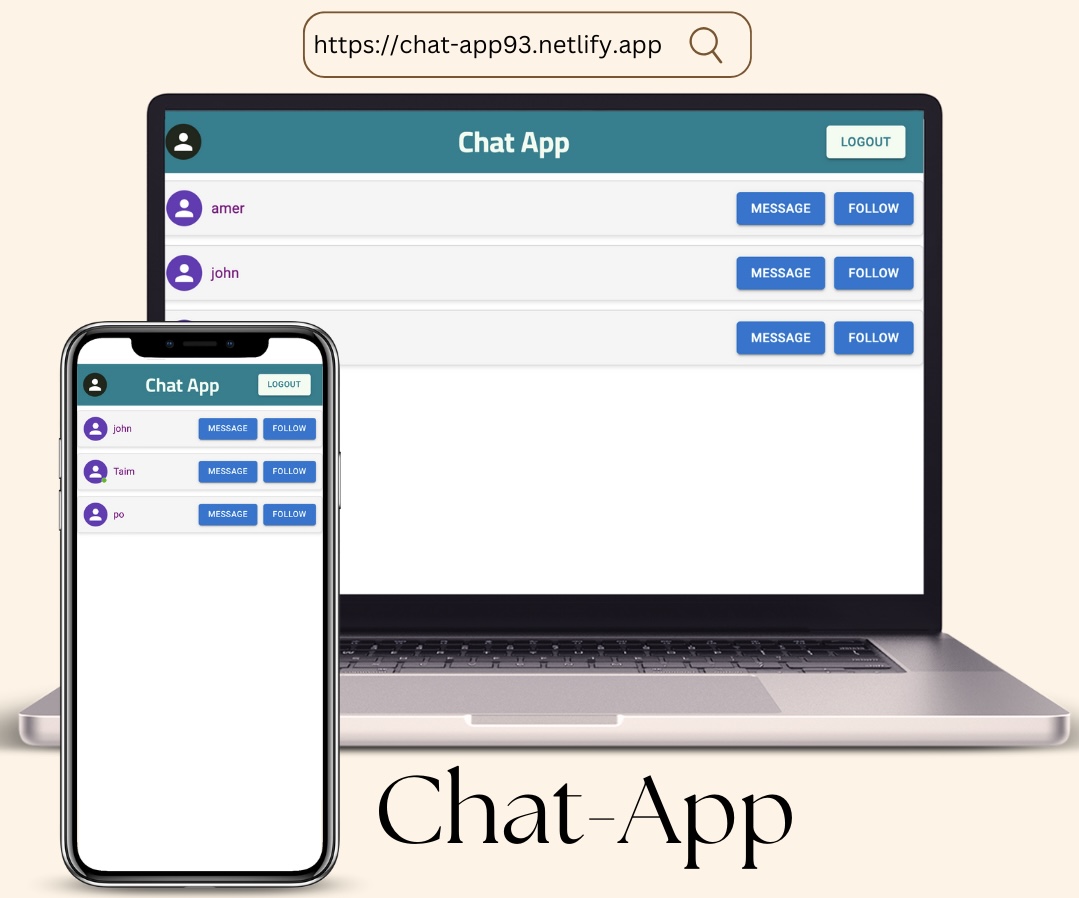 https://chat-app93.netlify.app
Chat App
LOGOUT
amer
MESSAGE
FOLLOW
john
MESSAGE
FOLLOW
MESSAGE
FOLLOW
Chat App
LOGOUT
john
MESSAGE
FOLLOW
Taim
MESSAGE
FOLLOW
po
MESSAGE
FOLLOW
Chat-App